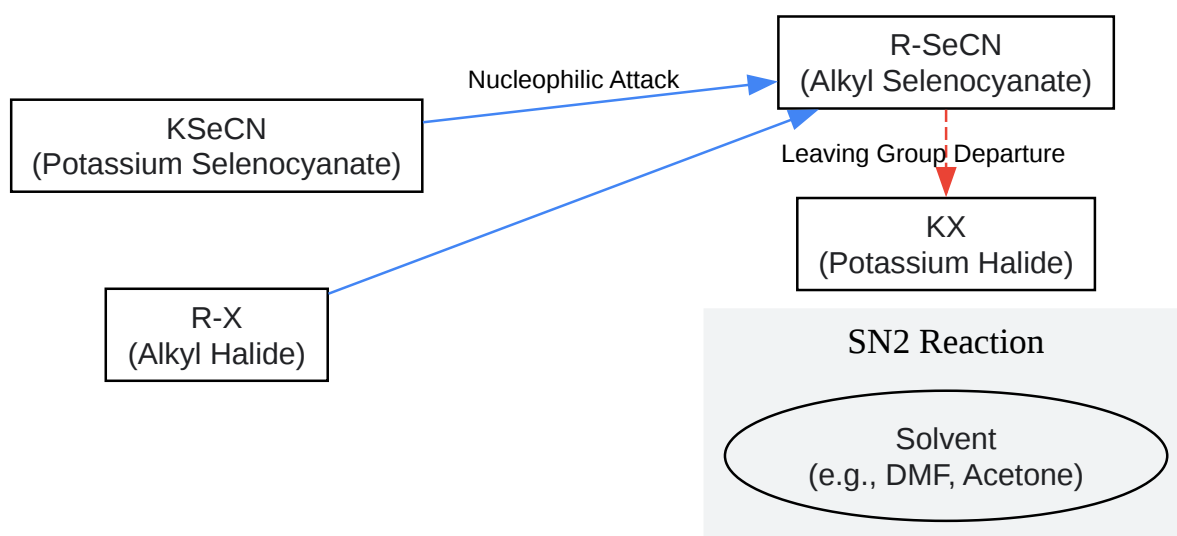 KSeCN
(Potassium Selenocyanate)
Nucleophilic Attack
R-SeCN
(Alkyl Selenocyanate)
Leaving Group Departure
KX
(Potassium Halide)
R-X
(Alkyl Halide)
SN2 Reaction
Solvent
(e.g., DMF, Acetone)